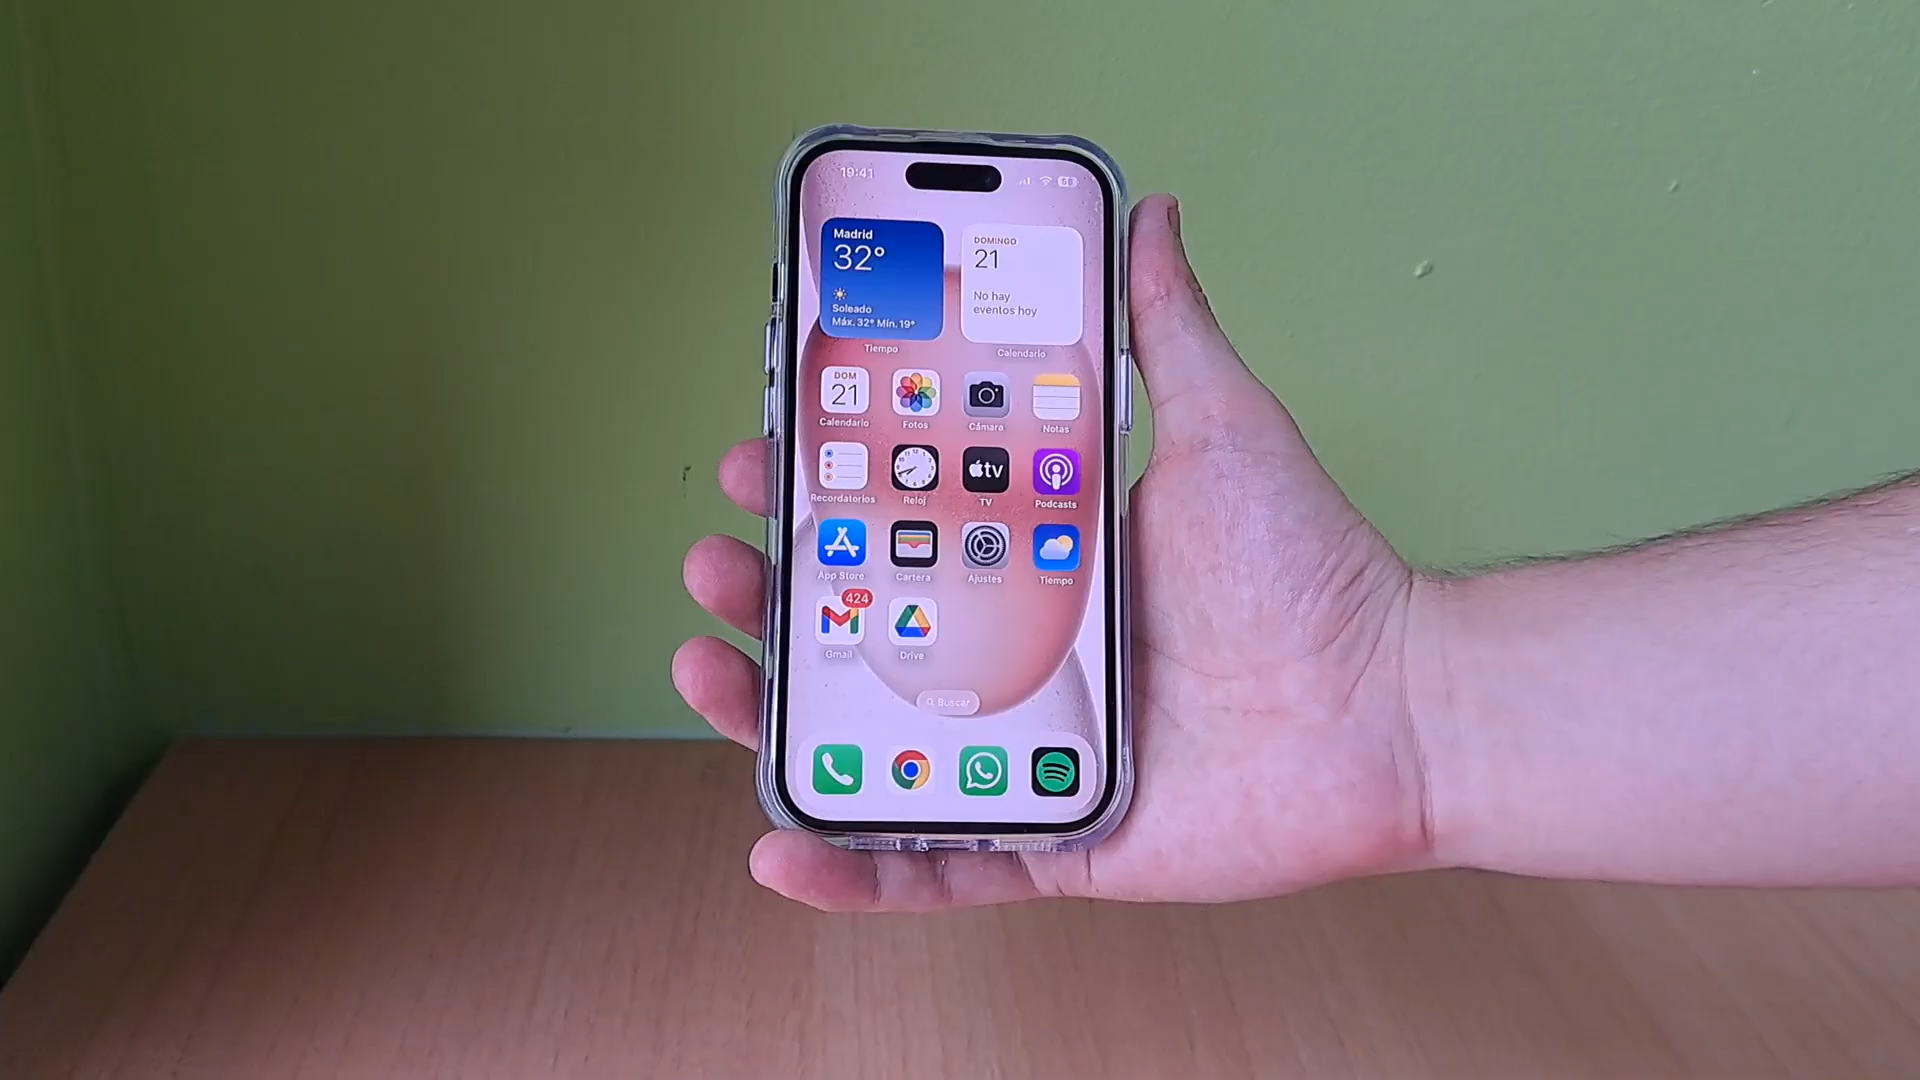 19:41
56
Madrid
32°
Soleado
Máx. 32° Mín. 19°
Tiempo
DOMINGO
21
No hay
eventos hoy
Calendario
DOM
21
Calendario
Fotos
Cámara
Notas
Recordatorios
Reloj
tv
TV
Podcasts
App Store
Cartera
Ajustes
Tiempo
424
Gmail
Drive
Buscar